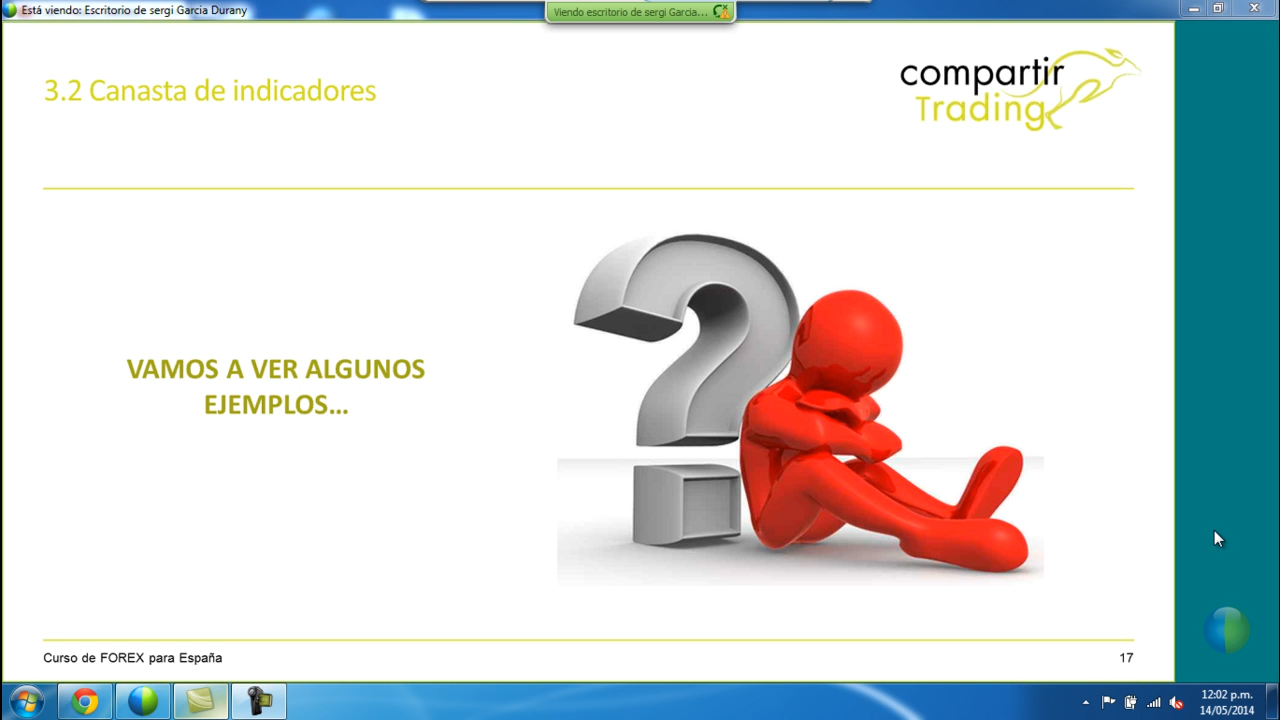 Está viendo: Escritorio de sergi Garcia Durany
Viendo escritorio de sergi Garcia...
3.2 Canasta de indicadores
compartir
Trading
VAMOS A VER ALGUNOS
EJEMPLOS...
Curso de FOREX para España
17
12:02 p.m.
14/05/2014